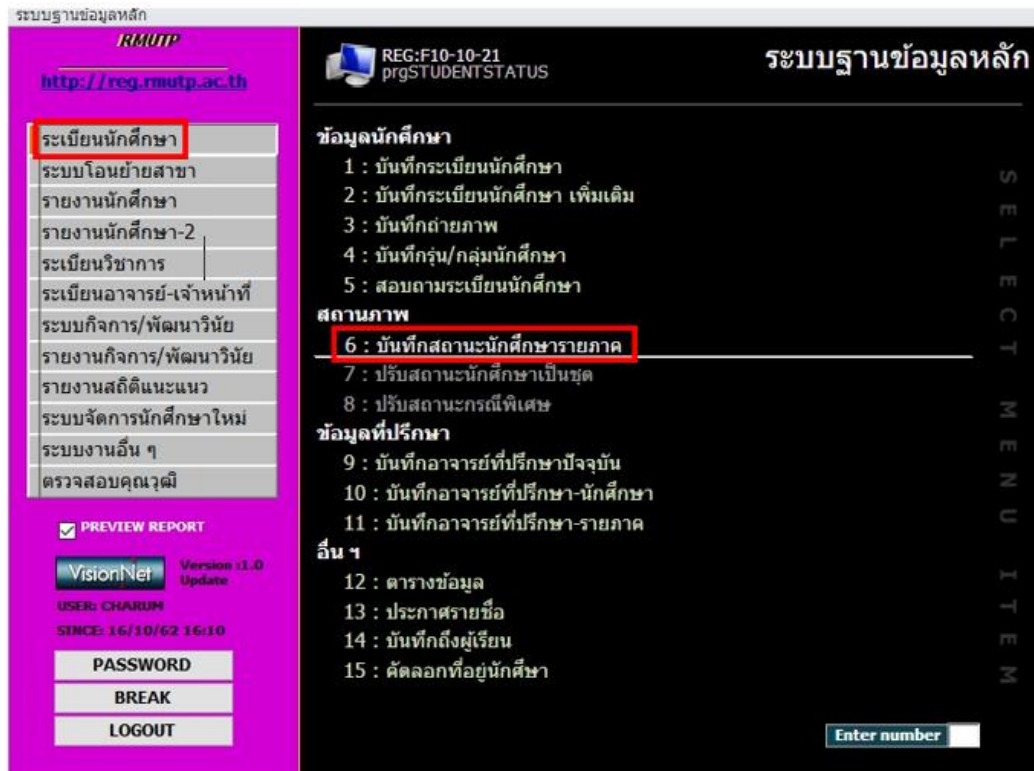 ระบบฐานข้อมูลหลัก
RMUTP
http://reg.rmutp.ac.th
ระเบียนนักศึกษา
ระบบโอนย้ายสาขา
รายงานนักศึกษา
รายงานนักศึกษา-2
ระเบียนวิชาการ
ระเบียนอาจารย์-เจ้าหน้าที่
ระบบกิจการ/พัฒนาวินัย
รายงานกิจการ/พัฒนาวินัย
รายงานสถิติแนะแนว
ระบบจัดการนักศึกษาใหม่
ระบบงานอื่น ๆ
ตรวจสอบคุณวุฒิ
PREVIEW REPORT
VisionNet
Version :1.0
Update
USER: CHARUM
SINCE: 16/10/62 16:10
PASSWORD
BREAK
LOGOUT
REG:F10-10-21
prgSTUDENTSTATUS
ระบบฐานข้อมูลหลัก
ข้อมูลนักศึกษา
1 : บันทึกระเบียนนักศึกษา
2 : บันทึกระเบียนนักศึกษา เพิ่มเติม
3 : บันทึกถ่ายภาพ
4 : บันทึกรุ่น/กลุ่มนักศึกษา
5 : สอบถามระเบียนนักศึกษา
สถานภาพ
6 : บันทึกสถานะนักศึกษารายภาค
7 : ปรับสถานะนักศึกษาเป็นชุด
8 : ปรับสถานะกรณีพิเศษ
ข้อมูลที่ปรึกษา
9 : บันทึกอาจารย์ที่ปรึกษาปัจจุบัน
10 : บันทึกอาจารย์ที่ปรึกษา-นักศึกษา
11 : บันทึกอาจารย์ที่ปรึกษา-รายภาค
อื่น ๆ
12 : ตารางข้อมูล
13 : ประกาศรายชื่อ
14 : บันทึกถึงผู้เรียน
15 : คัดลอกที่อยู่นักศึษา
SELECT MENU ITEM
Enter number